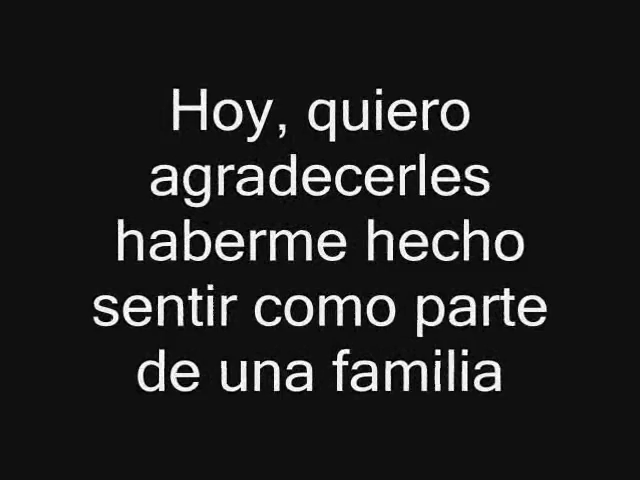 Hoy, quiero
agradecerles
haberme hecho
sentir como parte
de una familia